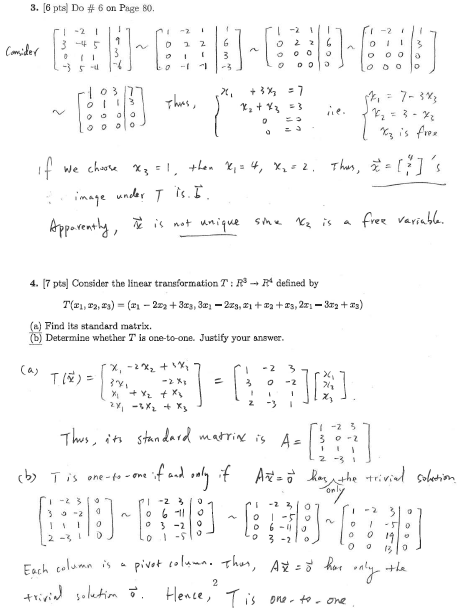 3. [6 pts] Do # 6 on Page 80.
Consider [1 -2 1 | 1; 3 -4 5 | 9; 0 1 1 | 3; -3 5 -4 | -6] ~ [1 -2 1 | 1; 0 2 2 | 6; 0 1 1 | 3; 0 -1 -1 | -3] ~ [1 -2 1 | 1; 0 2 2 | 6; 0 0 0 | 0; 0 0 0 | 0] ~ [1 -2 1 | 1; 0 1 1 | 3; 0 0 0 | 0; 0 0 0 | 0]
~ [1 0 3 | 7; 0 1 1 | 3; 0 0 0 | 0; 0 0 0 | 0] Thus, { x₁ + 3x₃ = 7; x₂ + x₃ = 3; 0 = 0; 0 = 0 i.e. { x₁ = 7 - 3x₃; x₂ = 3 - x₃; x₃ is free
If we choose x₃ = 1, then x₁ = 4, x₂ = 2. Thus, x⃗ = [4; 2; 1]'s
image under T is b⃗.
Apparently, x⃗ is not unique since x₃ is a free variable.
4. [7 pts] Consider the linear transformation T : R³ → R⁴ defined by
T(x₁, x₂, x₃) = (x₁ − 2x₂ + 3x₃, 3x₁ − 2x₃, x₁ + x₂ + x₃, 2x₁ − 3x₂ + x₃)
(a) Find its standard matrix.
(b) Determine whether T is one-to-one. Justify your answer.
(a) T(x⃗) = [x₁ - 2x₂ + 3x₃; 3x₁ - 2x₃; x₁ + x₂ + x₃; 2x₁ - 3x₂ + x₃] = [1 -2 3; 3 0 -2; 1 1 1; 2 -3 1] [x₁; x₂; x₃]
Thus, its standard matrix is A = [1 -2 3; 3 0 -2; 1 1 1; 2 -3 1]
(b) T is one-to-one if and only if Ax⃗ = 0⃗ has only the trivial solution
[1 -2 3 | 0; 3 0 -2 | 0; 1 1 1 | 0; 2 -3 1 | 0] ~ [1 -2 3 | 0; 0 6 -11 | 0; 0 3 -2 | 0; 0 1 -5 | 0] ~ [1 -2 3 | 0; 0 1 -5 | 0; 0 6 -11 | 0; 0 3 -2 | 0] ~ [1 -2 3 | 0; 0 1 -5 | 0; 0 0 19 | 0; 0 0 13 | 0]
Each column is a pivot column. Thus, Ax⃗ = 0⃗ has only the
trivial solution 0⃗. Hence, T is one-to-one.
2